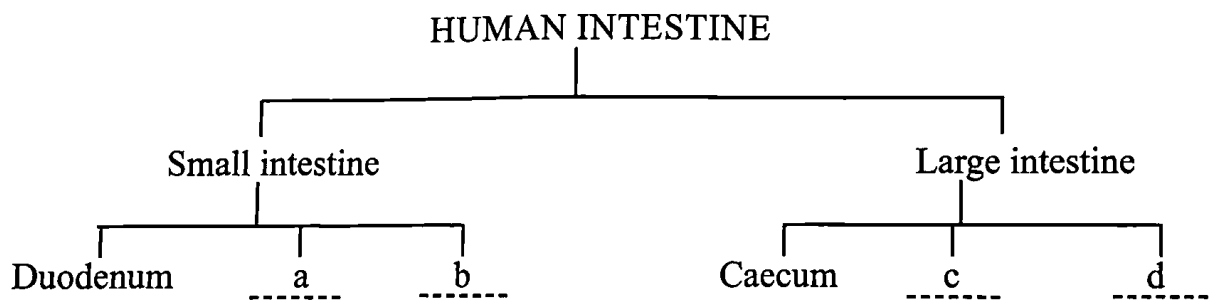 HUMAN INTESTINE
Small intestine Large intestine
Duodenum a b Caecum c d